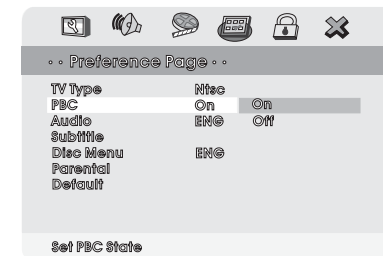 · · Preference Page · ·
TV Type Ntsc
PBC On On
Audio ENG Off
Subtitle
Disc Menu ENG
Parental
Default
Set PBC State